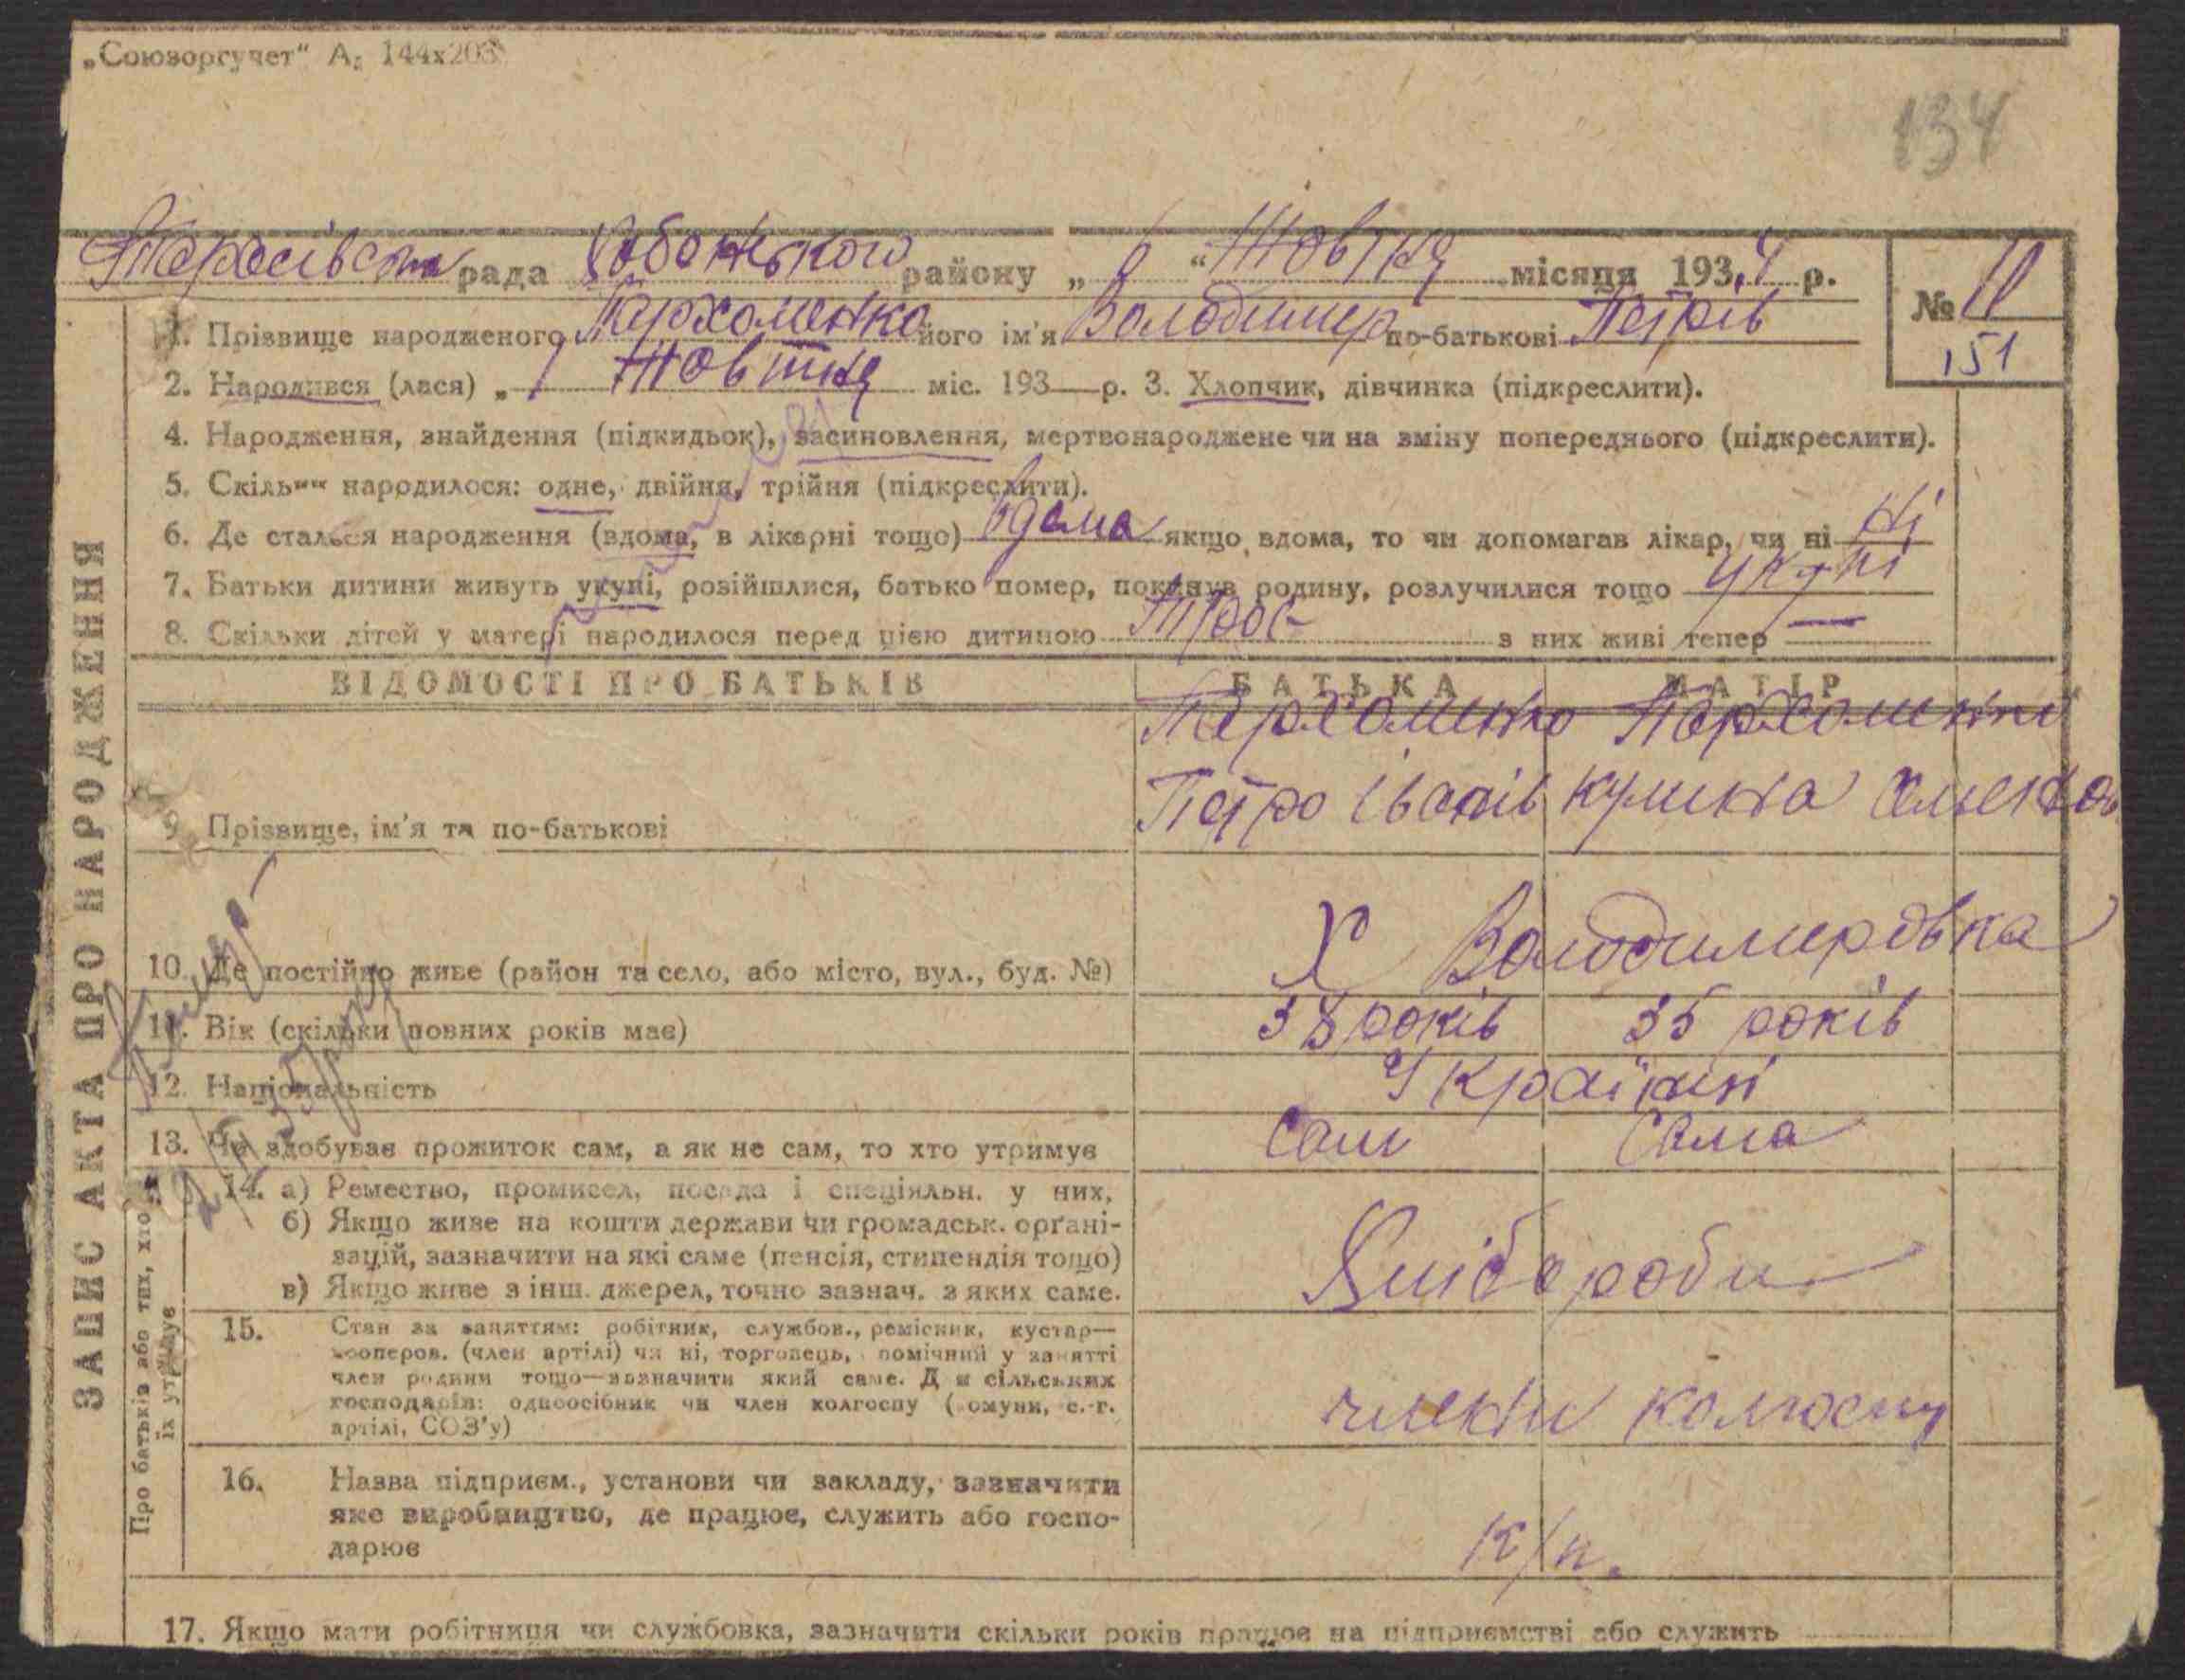 „Союзоргучет“ А; 144х203
134
Тарасівська рада району „ 6 “ Жовтня місяця 1934 р.
№ 11
151
1. Прізвище народженого Пархоменко його ім'я Володимир по-батькові Петрів
2. Народився (лася) „ 1 Жовтня міс. 193 р. 3. Хлопчик, дівчинка (підкреслити).
4. Народження, знайдення (підкидьок), засиновлення, мертвонароджене чи на зміну попереднього (підкреслити).
5. Скільки народилося: одне, двійня, трійня (підкреслити).
6. Де сталося народження (вдома, в лікарні тощо) вдома якщо вдома, то чи допомагав лікар, чи ні Ні
7. Батьки дитини живуть укупі, розійшлися, батько помер, покинув родину, розлучилися тощо укупі
8. Скільки дітей у матері народилося перед цією дитиною Троє з них живі тепер —
ВІДОМОСТІ ПРО БАТЬКІВ БАТЬКА МАТІР
Пархоменко Пархоменко
9. Прізвище, ім'я та по-батькові Петро Іванів Кулина
10. Де постійно живе (район та село, або місто, вул., буд. №) Х Володимеровка
11. Вік (скільки повних років має) 38 років 35 років
12. Національність Українці
13. Чи здобуває прожиток сам, а як не сам, то хто утримує Сам Сама
14. а) Ремество, промисел, посада і спеціяльн. у них,
б) Якщо живе на кошти держави чи громадськ. орґані-
зацій, зазначити на які саме (пенсія, стипендія тощо) Хлібороби
в) Якщо живе з інш. джерел, точно зазнач. з яких саме.
15. Стан за заняттям: робітник, службов., ремісник, кустар—
кооперов. (член артілі) чи ні, торговець, помічний у занятті
член родини тощо—зазначити який саме. Для сільських
господарів: одноосібник чи член колгоспу (комуни, с.-г. члени колгоспу
артілі, СОЗ'у)
16. Назва підприєм., установи чи закладу, зазначити
яке виробництво, де працює, служить або госпо-
дарює к/п.
17. Якщо мати робітниця чи службовка, зазначити скільки років працює на підприємстві або служить
ЗАПИС АКТА ПРО НАРОДЖЕННЯ
Про батьків або тих, хто
їх утримує